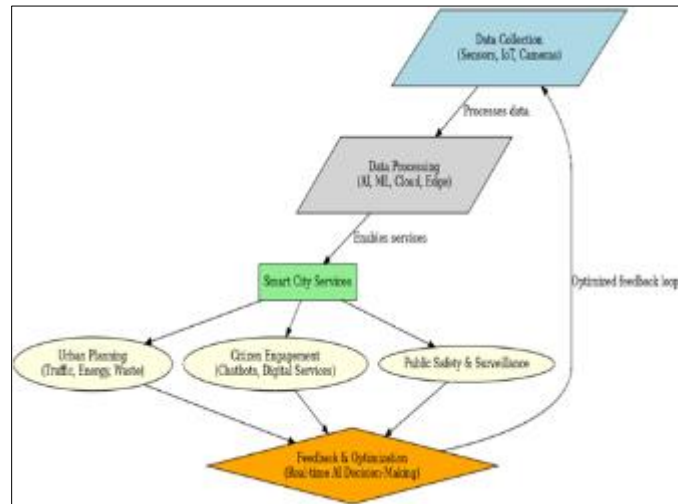 Data Collection
(Sensors, IoT, Cameras)
Processes data
Data Processing
(AI, ML, Cloud, Edge)
Enables services
Smart City Services
Optimized feedback loop
Urban Planning
(Traffic, Energy, Waste)
Citizen Engagement
(Chatbots, Digital Services)
Public Safety & Surveillance
Feedback & Optimization
(Real-time AI Decision-Making)